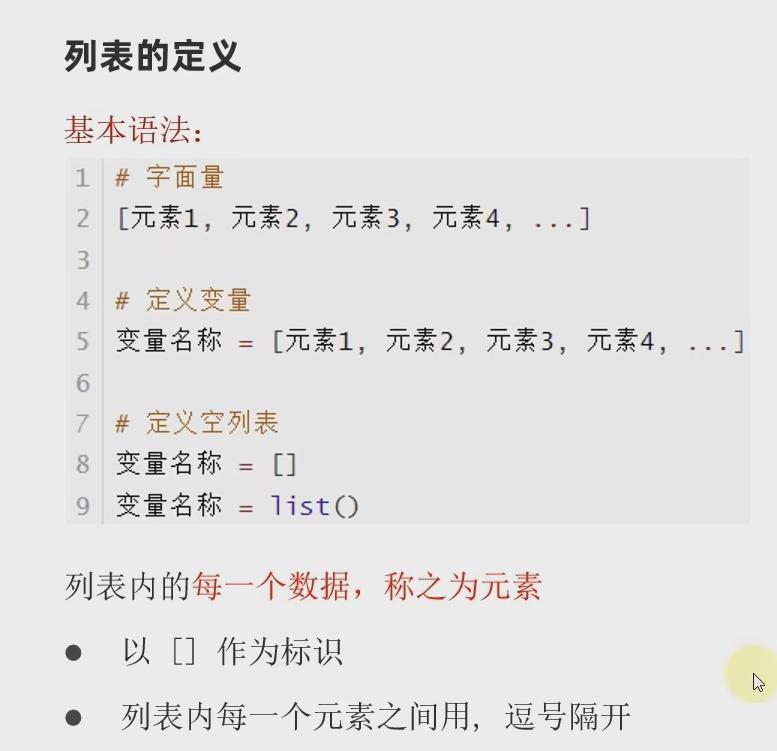 列表的定义
基本语法：
1 # 字面量
2 [元素1, 元素2, 元素3, 元素4, ...]
3
4 # 定义变量
5 变量名称 = [元素1, 元素2, 元素3, 元素4, ...]
6
7 # 定义空列表
8 变量名称 = []
9 变量名称 = list()
列表内的每一个数据，称之为元素
● 以 [] 作为标识
● 列表内每一个元素之间用, 逗号隔开